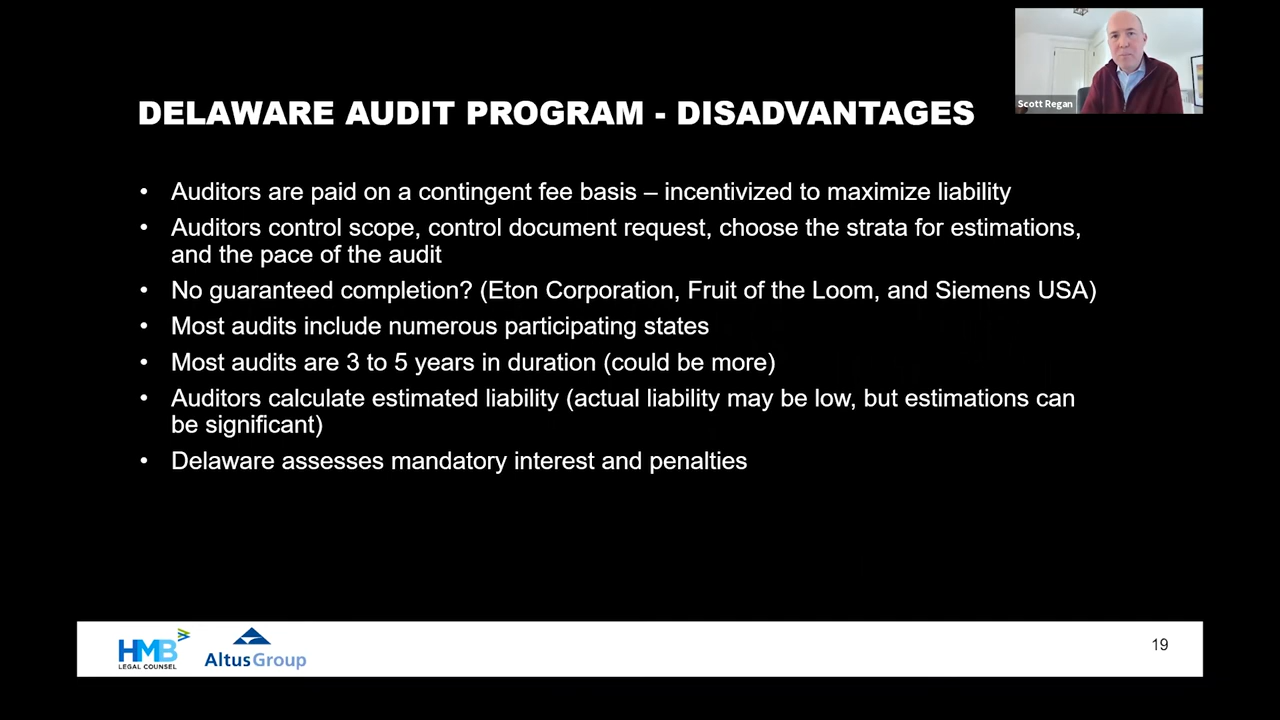 Scott Regan
DELAWARE AUDIT PROGRAM - DISADVANTAGES
• Auditors are paid on a contingent fee basis – incentivized to maximize liability
• Auditors control scope, control document request, choose the strata for estimations,
and the pace of the audit
• No guaranteed completion? (Eton Corporation, Fruit of the Loom, and Siemens USA)
• Most audits include numerous participating states
• Most audits are 3 to 5 years in duration (could be more)
• Auditors calculate estimated liability (actual liability may be low, but estimations can
be significant)
• Delaware assesses mandatory interest and penalties
HMB
LEGAL COUNSEL
AltusGroup
19